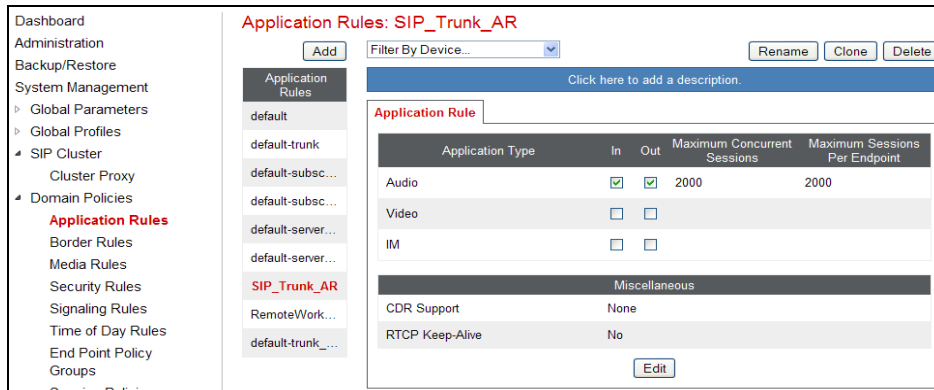 Dashboard
Administration
Backup/Restore
System Management
Global Parameters
Global Profiles
SIP Cluster
Cluster Proxy
Domain Policies
Application Rules
Border Rules
Media Rules
Security Rules
Signaling Rules
Time of Day Rules
End Point Policy
Groups
Application Rules: SIP_Trunk_AR
Add
Filter By Device...
Rename
Clone
Delete
Application
Rules
default
default-trunk
default-subsc...
default-subsc...
default-server...
default-server...
SIP_Trunk_AR
RemoteWork...
default-trunk_...
Click here to add a description.
Application Rule
Application Type In Out Maximum Concurrent Sessions Maximum Sessions Per Endpoint
Audio 2000 2000
Video
IM
Miscellaneous
CDR Support None
RTCP Keep-Alive No
Edit